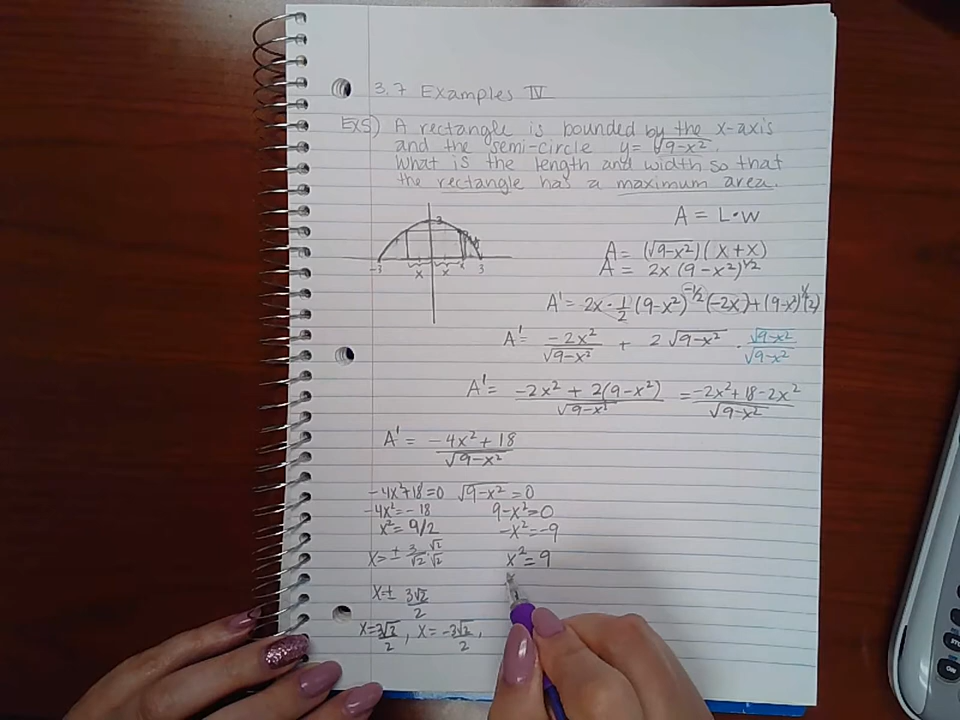 3.7 Examples IV
EX5) A rectangle is bounded by the x-axis
and the semi-circle y= √(9-x²).
What is the length and width so that
the rectangle has a maximum area.
3
-3 x x x 3
A = L·W
A = (√(9-x²))(x+x)
A = 2x(9-x²)^1/2
A' = 2x · 1/2 (9-x²)^-1/2 (-2x) + (9-x²)^1/2 (2)
A' = -2x²/√(9-x²) + 2√(9-x²) · √(9-x²)/√(9-x²)
A' = (-2x² + 2(9-x²))/√(9-x²) = (-2x²+18-2x²)/√(9-x²)
A' = (-4x²+18)/√(9-x²)
-4x²+18=0 √(9-x²) = 0
-4x²=-18 9-x²=0
x²= 9/2 -x²=-9
x= ± 3/√2 · √2/√2 x²=9
x± 3√2/2
x=3√2/2, x= -3√2/2,